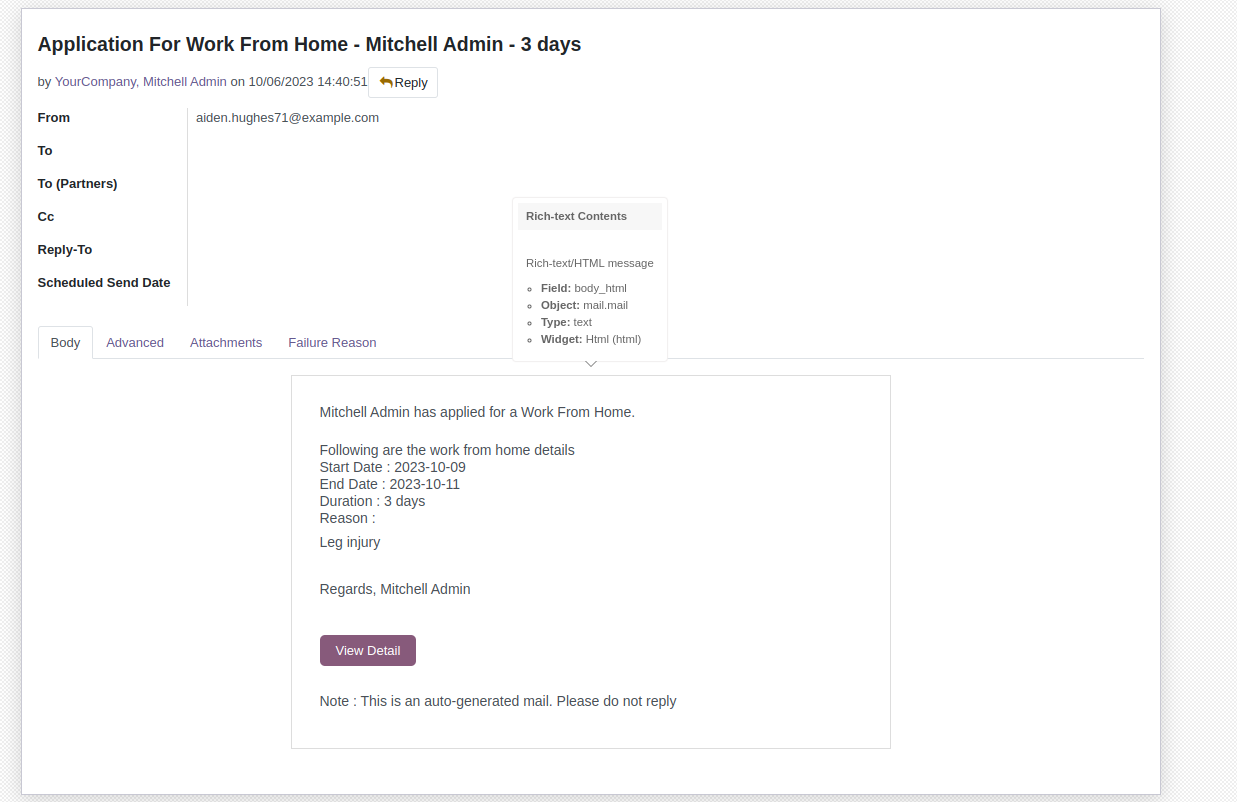 Application For Work From Home - Mitchell Admin - 3 days
by YourCompany, Mitchell Admin on 10/06/2023 14:40:51 Reply
From aiden.hughes71@example.com
To
To (Partners)
Cc
Reply-To
Scheduled Send Date
Rich-text Contents
Rich-text/HTML message
Field: body_html
Object: mail.mail
Type: text
Widget: Html (html)
Body Advanced Attachments Failure Reason
Mitchell Admin has applied for a Work From Home.
Following are the work from home details
Start Date : 2023-10-09
End Date : 2023-10-11
Duration : 3 days
Reason :
Leg injury
Regards, Mitchell Admin
View Detail
Note : This is an auto-generated mail. Please do not reply